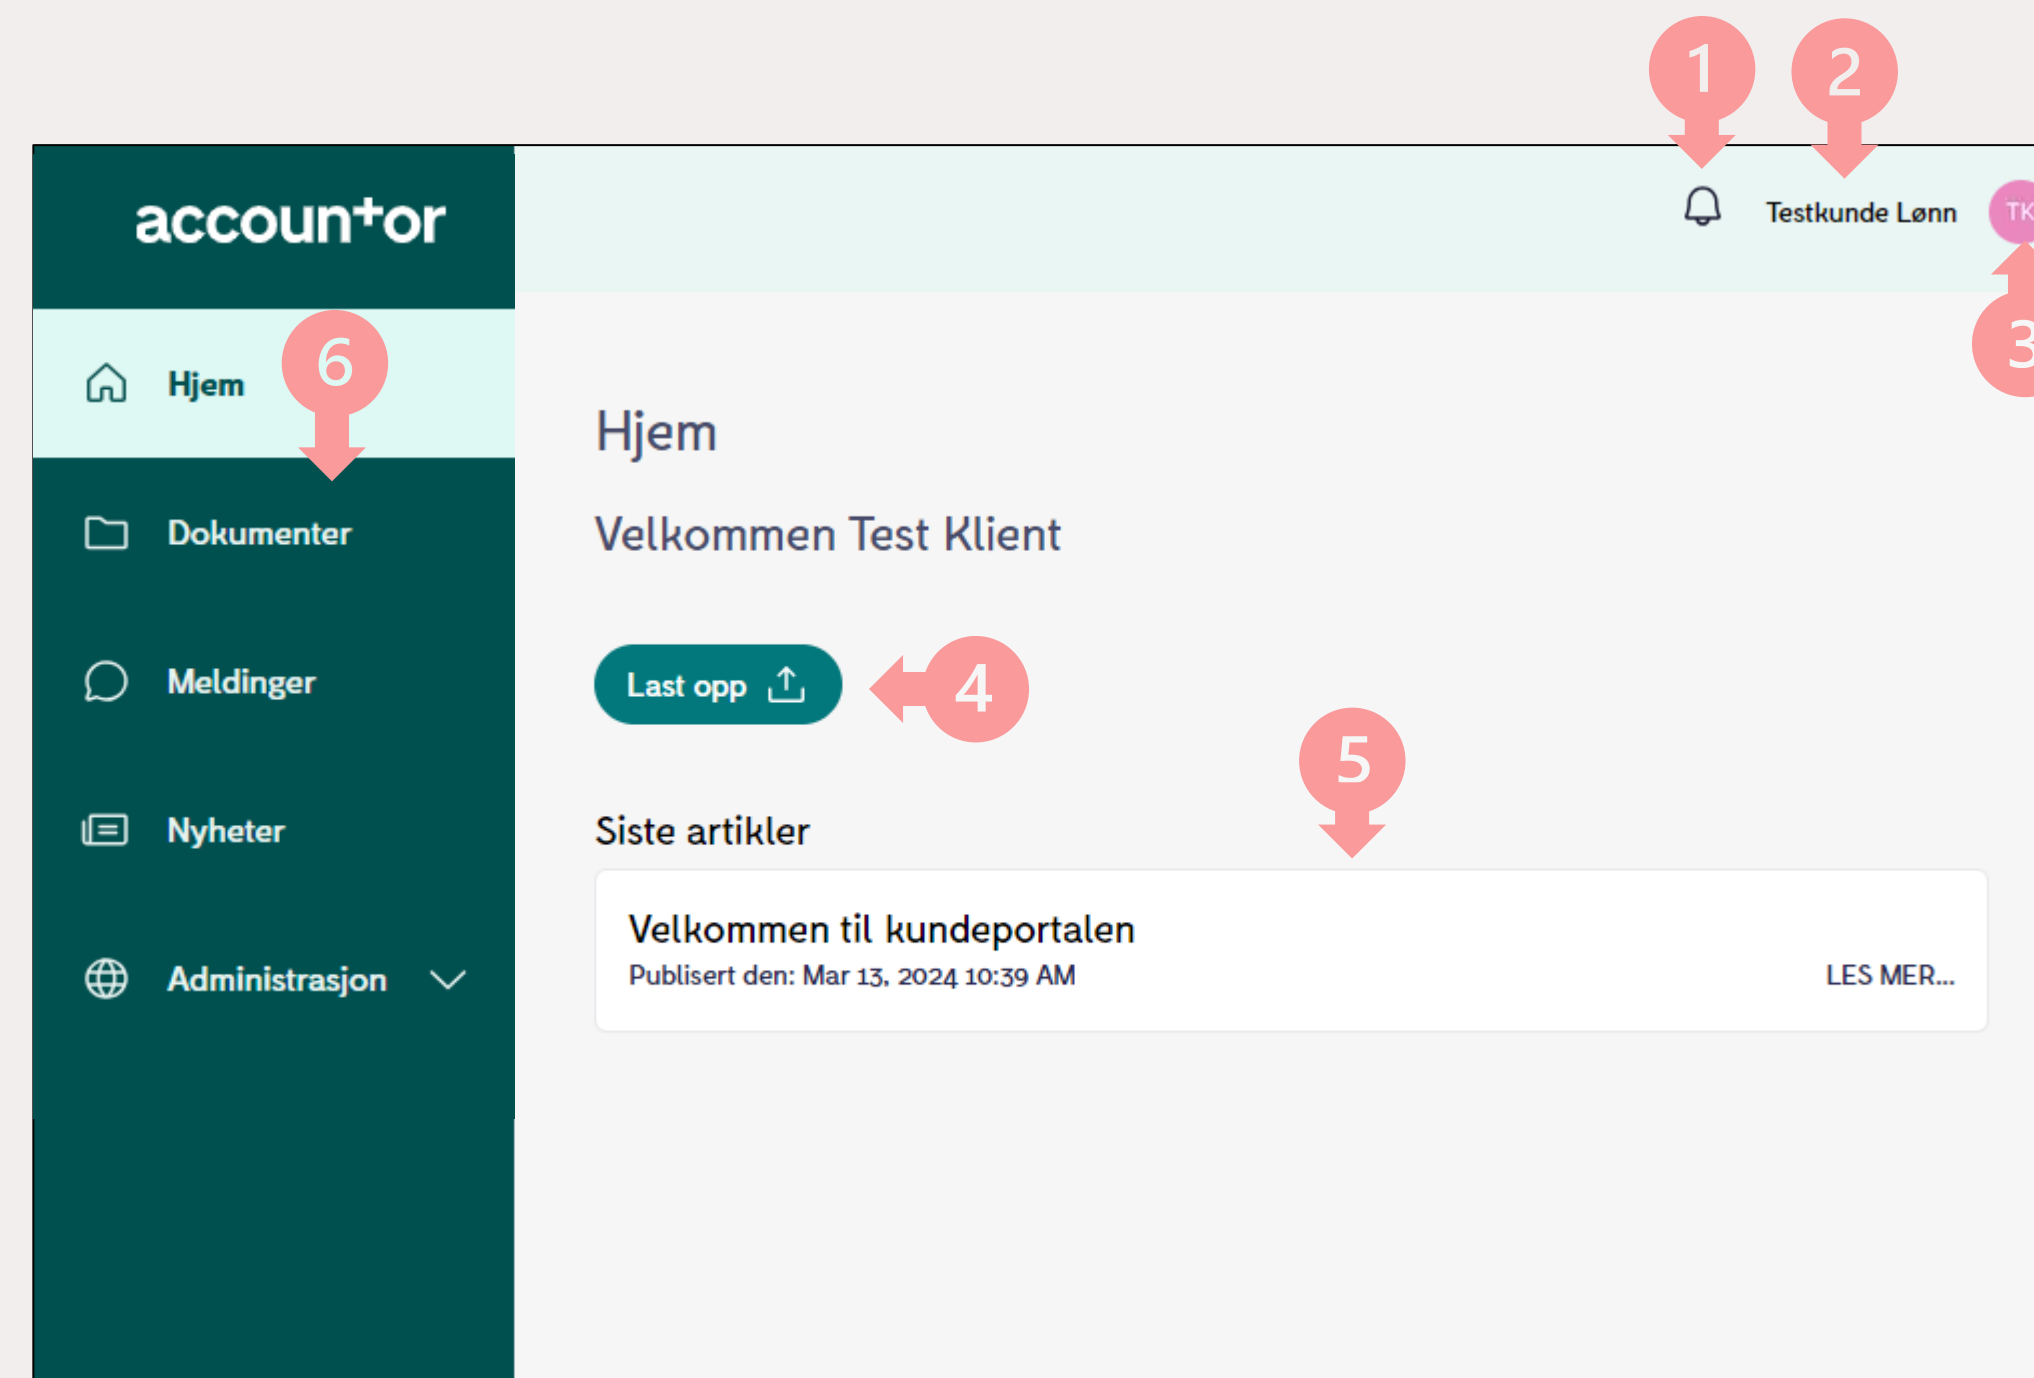 1
2
accountor
Testkunde Lønn
TK
3
Hjem
6
Dokumenter
Meldinger
Nyheter
Administrasjon
Hjem
Velkommen Test Klient
Last opp
4
5
Siste artikler
Velkommen til kundeportalen
Publisert den: Mar 13, 2024 10:39 AM
LES MER...